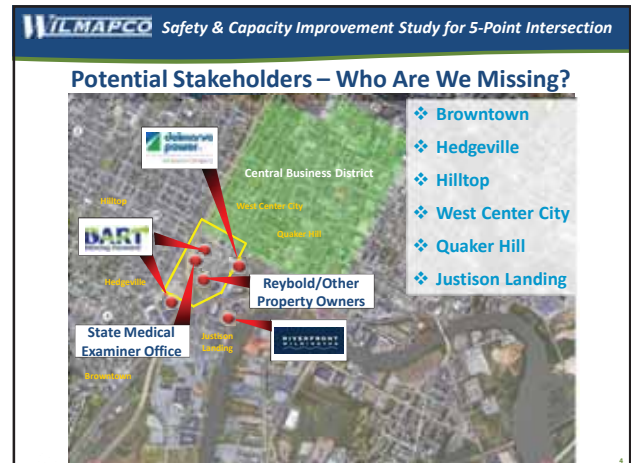 WILMAPCO Safety & Capacity Improvement Study for 5-Point Intersection
Potential Stakeholders – Who Are We Missing?
delmarva
power
Central Business District
Hilltop
West Center City
Quaker Hill
DART
Hedgeville
Reybold/Other
Property Owners
State Medical
Examiner Office
Justison
Landing
RIVERFRONT
WILMINGTON
Browntown
❖ Browntown
❖ Hedgeville
❖ Hilltop
❖ West Center City
❖ Quaker Hill
❖ Justison Landing
4